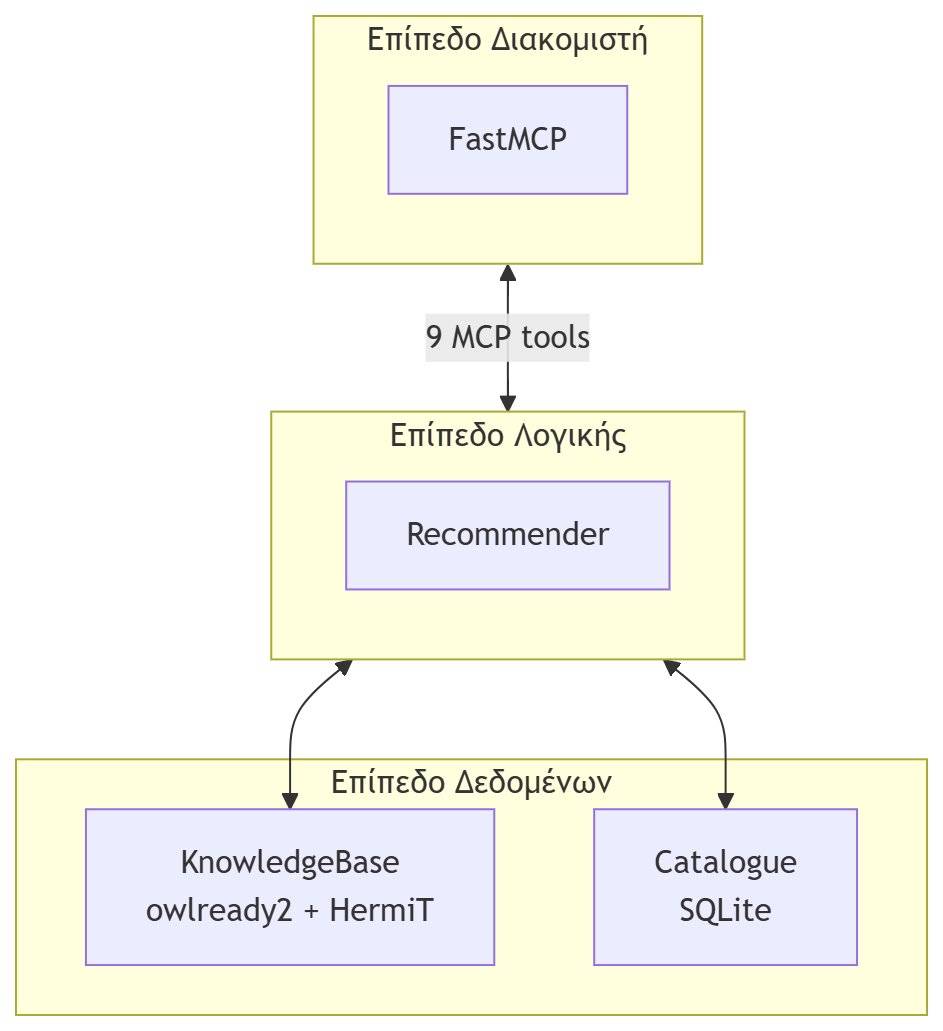 Επίπεδο Διακομιστή
FastMCP
9 MCP tools
Επίπεδο Λογικής
Recommender
Επίπεδο Δεδομένων
KnowledgeBase
owlready2 + HermiT
Catalogue
SQLite